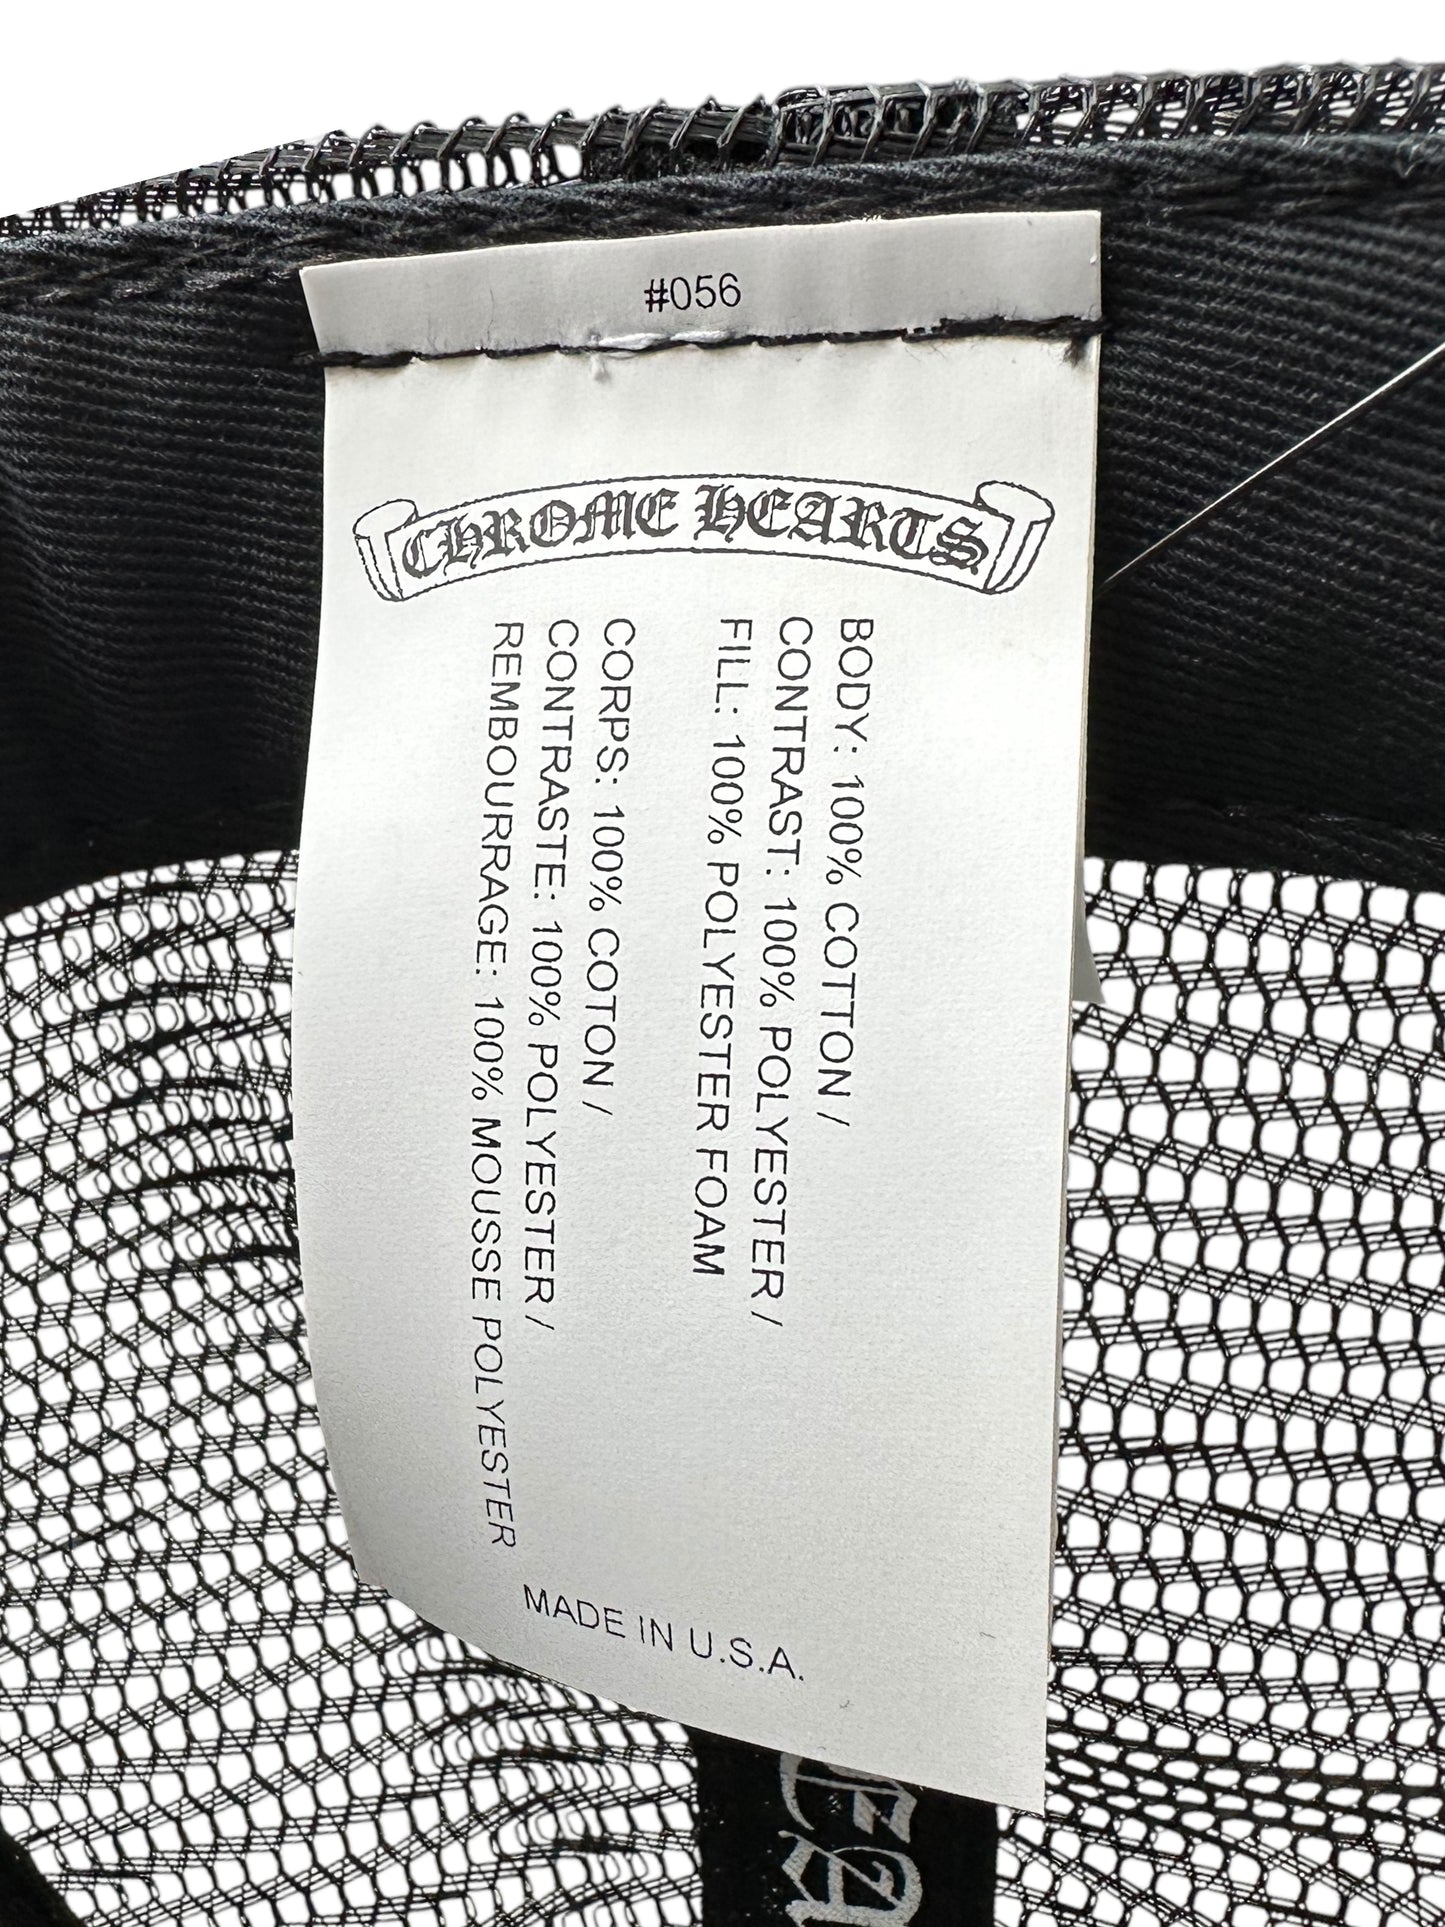 #056
CHROME HEARTS
BODY: 100% COTTON /
CONTRAST: 100% POLYESTER /
FILL: 100% POLYESTER FOAM
CORPS: 100% COTON /
CONTRASTE: 100% POLYESTER /
REMBOURRAGE: 100% MOUSSE POLYESTER
MADE IN U.S.A.